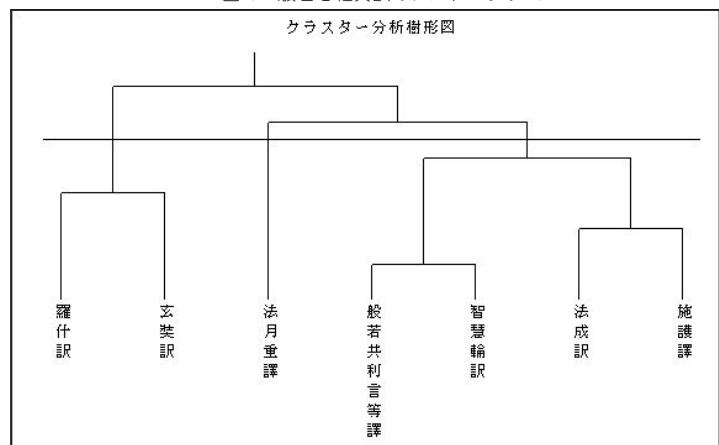 クラスター分析樹形図
羅什訳
玄奘訳
法月重譯
般若共利言等譯
智慧輪訳
法成訳
施護譯